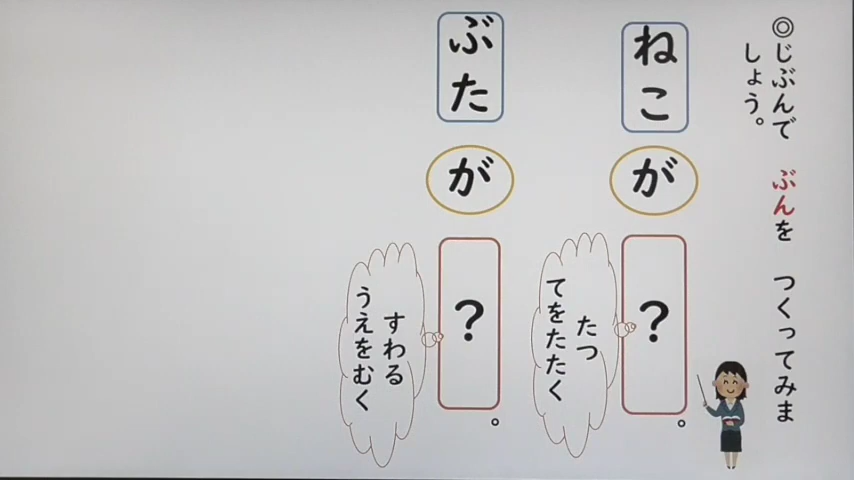 ◎じぶんで　ぶんを　つくってみま
しょう。
ねこ
が
？
。
たつ
てをたたく
ぶた
が
？
。
すわる
うえをむく